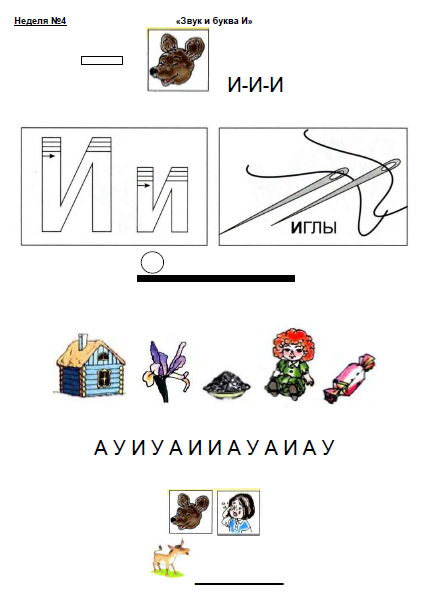 Неделя №4 «Звук и буква И»
И-И-И
И и
ИГЛЫ
А У И У А И И А У А И А У